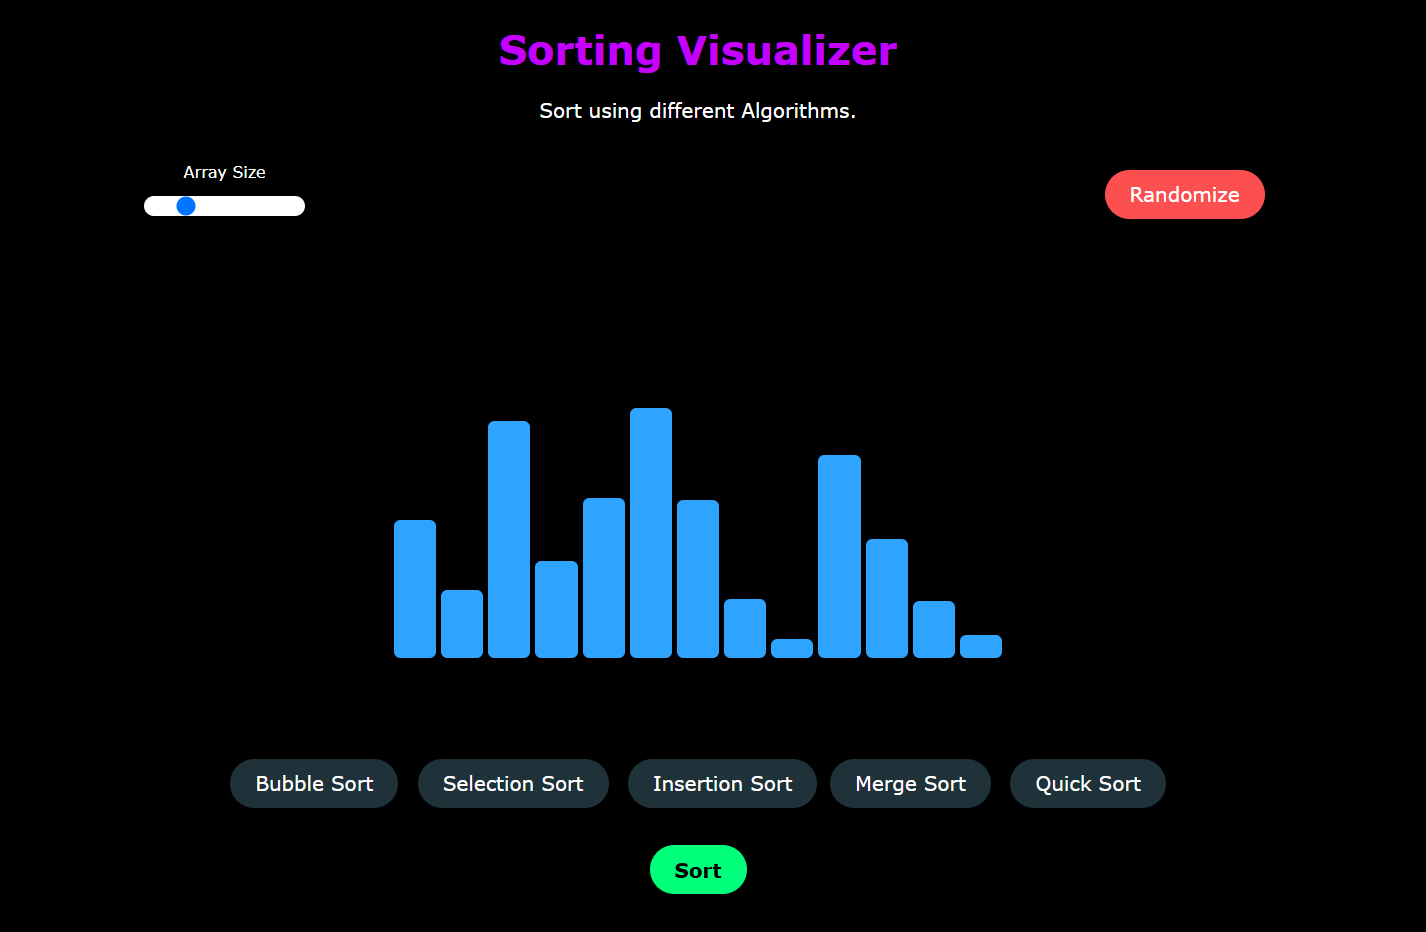 Sorting Visualizer
Sort using different Algorithms.
Array Size
Randomize
Bubble Sort
Selection Sort
Insertion Sort
Merge Sort
Quick Sort
Sort